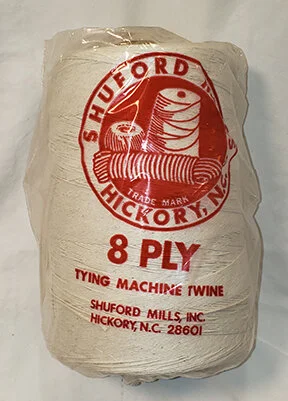 SHUFORD M
TRADE MARK
HICKORY, N.C.
8 PLY
TYING MACHINE TWINE
SHUFORD MILLS, INC.
HICKORY, N.C. 28601